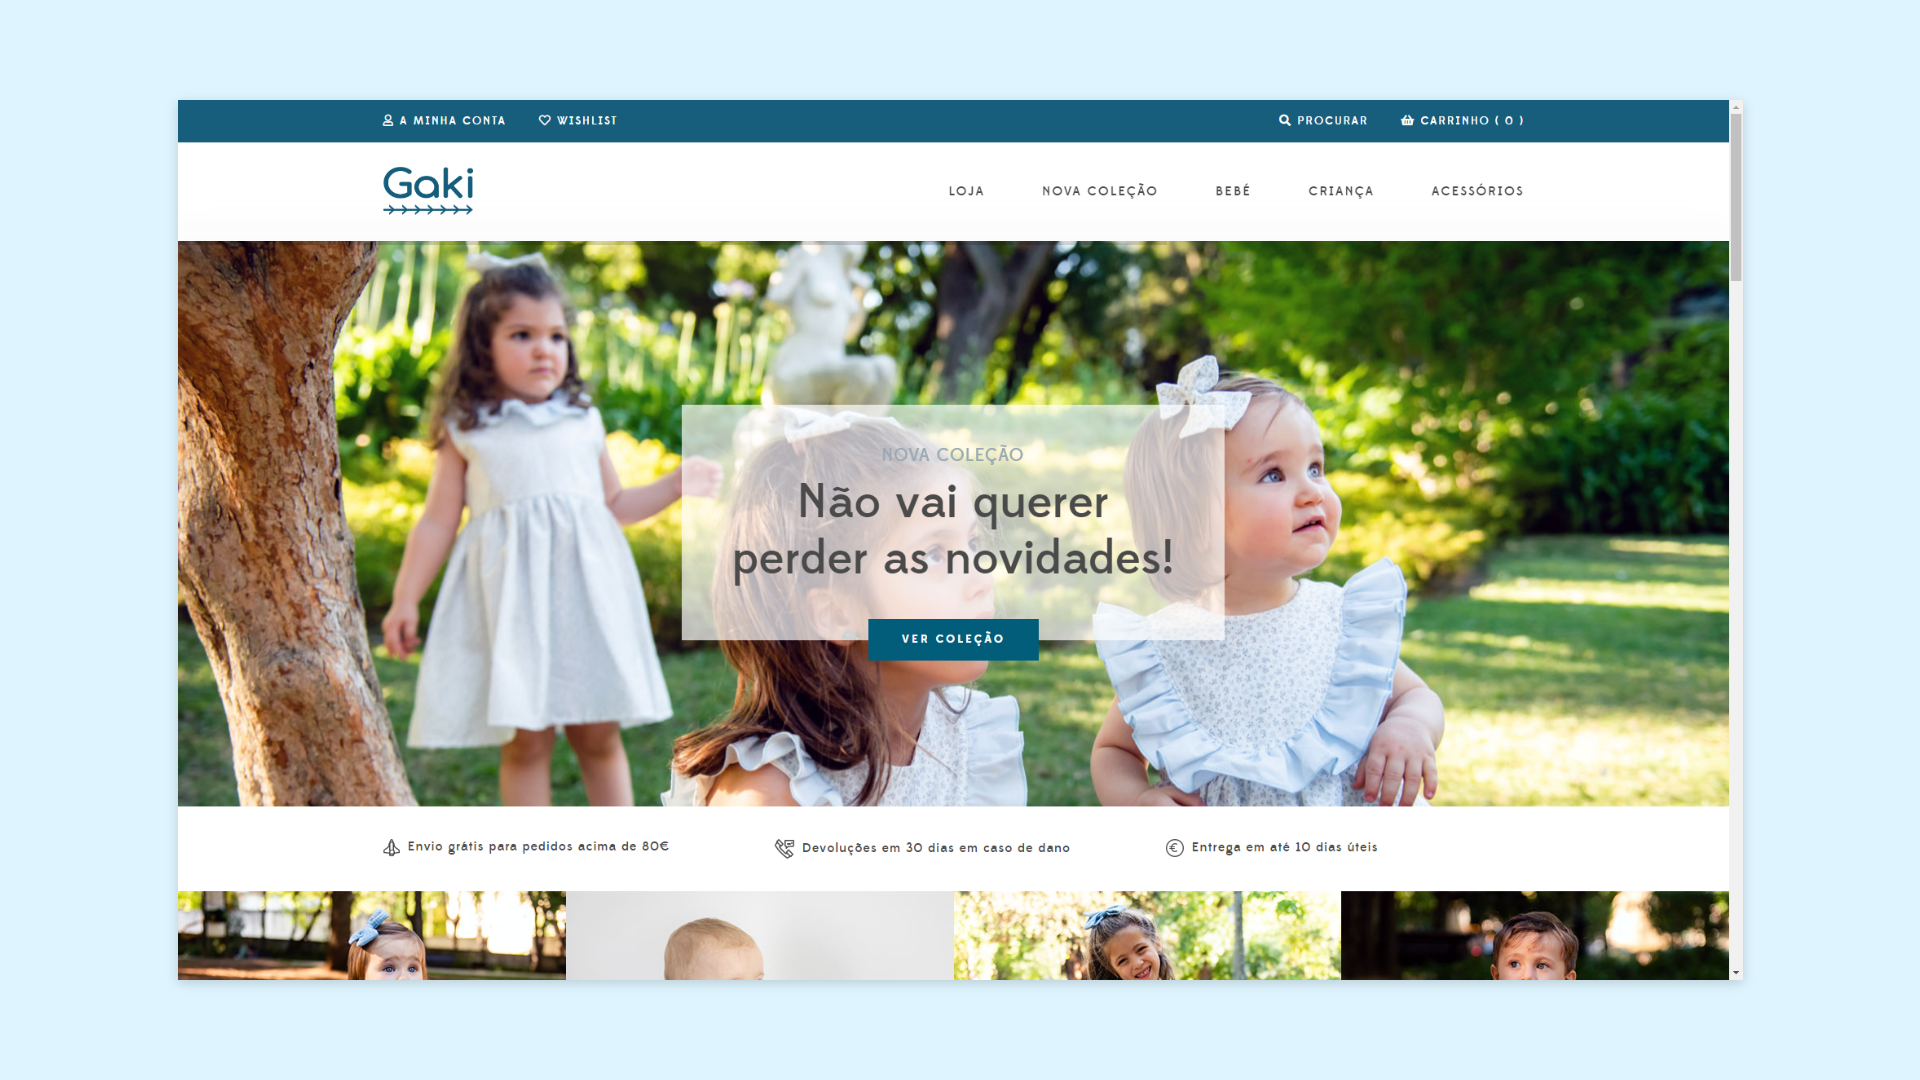 A MINHA CONTA
WISHLIST
PROCURAR
CARRINHO ( 0 )
Gaki
LOJA
NOVA COLEÇÃO
BEBÉ
CRIANÇA
ACESSÓRIOS
NOVA COLEÇÃO
Não vai querer
perder as novidades!
VER COLEÇÃO
Envio grátis para pedidos acima de 80€
Devoluções em 30 dias em caso de dano
Entrega em até 10 dias úteis